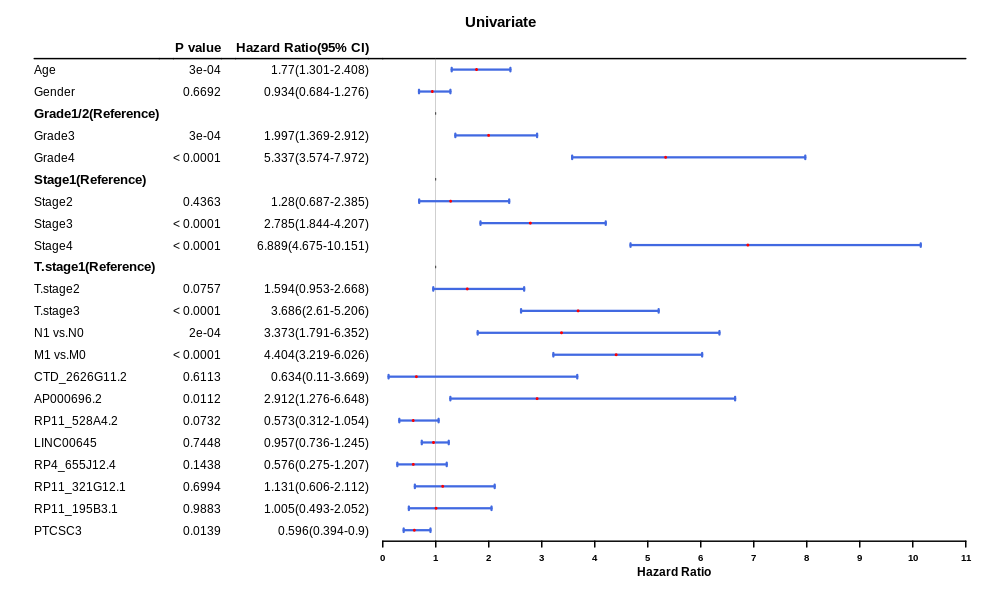 Univariate
P value Hazard Ratio(95% CI)
Age 3e-04 1.77(1.301-2.408)
Gender 0.6692 0.934(0.684-1.276)
Grade1/2(Reference)
Grade3 3e-04 1.997(1.369-2.912)
Grade4 < 0.0001 5.337(3.574-7.972)
Stage1(Reference)
Stage2 0.4363 1.28(0.687-2.385)
Stage3 < 0.0001 2.785(1.844-4.207)
Stage4 < 0.0001 6.889(4.675-10.151)
T.stage1(Reference)
T.stage2 0.0757 1.594(0.953-2.668)
T.stage3 < 0.0001 3.686(2.61-5.206)
N1 vs.N0 2e-04 3.373(1.791-6.352)
M1 vs.M0 < 0.0001 4.404(3.219-6.026)
CTD_2626G11.2 0.6113 0.634(0.11-3.669)
AP000696.2 0.0112 2.912(1.276-6.648)
RP11_528A4.2 0.0732 0.573(0.312-1.054)
LINC00645 0.7448 0.957(0.736-1.245)
RP4_655J12.4 0.1438 0.576(0.275-1.207)
RP11_321G12.1 0.6994 1.131(0.606-2.112)
RP11_195B3.1 0.9883 1.005(0.493-2.052)
PTCSC3 0.0139 0.596(0.394-0.9)
0 1 2 3 4 5 6 7 8 9 10 11
Hazard Ratio